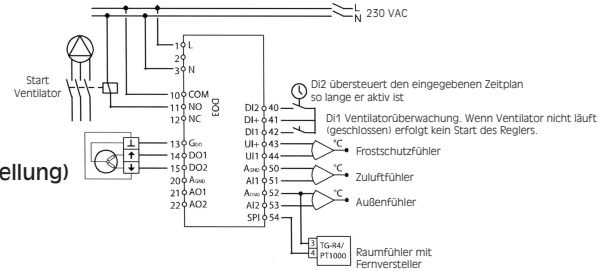 L
N 230 VAC
1 L
2
3 N
Start
Ventilator
10 COM
11 NO
12 NC
DO3
13 GDO
14 DO1
15 DO2
20 AGND
21 AO1
22 AO2
ellung)
DI2 40
DI+ 41
DI1 42
UI+ 43
UI1 44
AGND 50
AI1 51
AGND 52
AI2 53
SPI 54
Di2 übersteuert den eingegebenen Zeitplan
so lange er aktiv ist
Di1 Ventilatorüberwachung. Wenn Ventilator nicht läuft
(geschlossen) erfolgt kein Start des Reglers.
°C
Frostschutzfühler
°C
Zuluftfühler
°C
Außenfühler
3
4
TG-R4/
PT1000
Raumfühler mit
Fernversteller